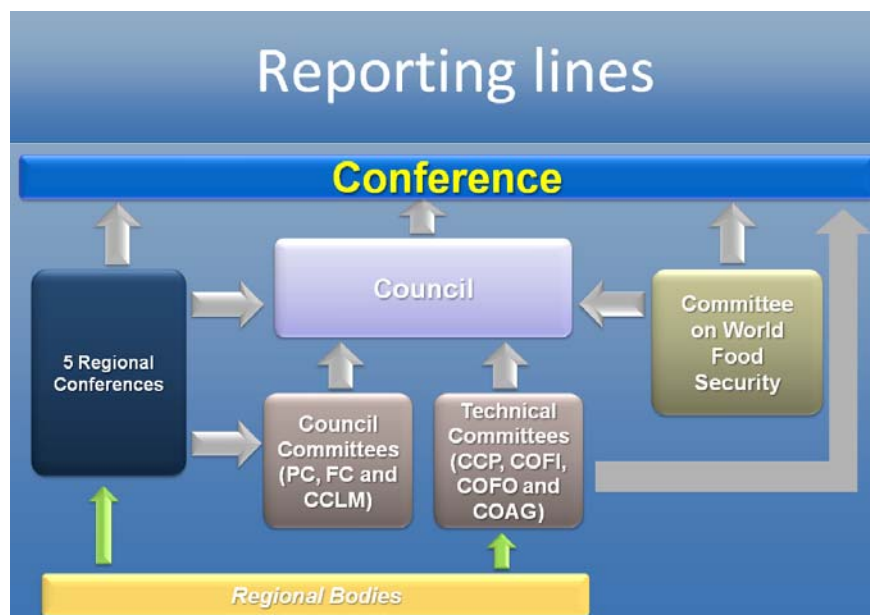 Reporting lines
Conference
Council
5 Regional
Conferences
Committee
on World
Food
Security
Council
Committees
(PC, FC and
CCLM)
Technical
Committees
(CCP, COFI,
COFO and
COAG)
Regional Bodies